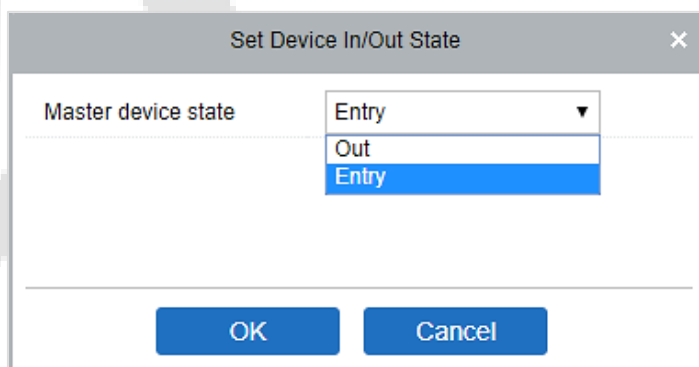 Set Device In/Out State ×
Master device state Entry
Out
Entry
OK Cancel